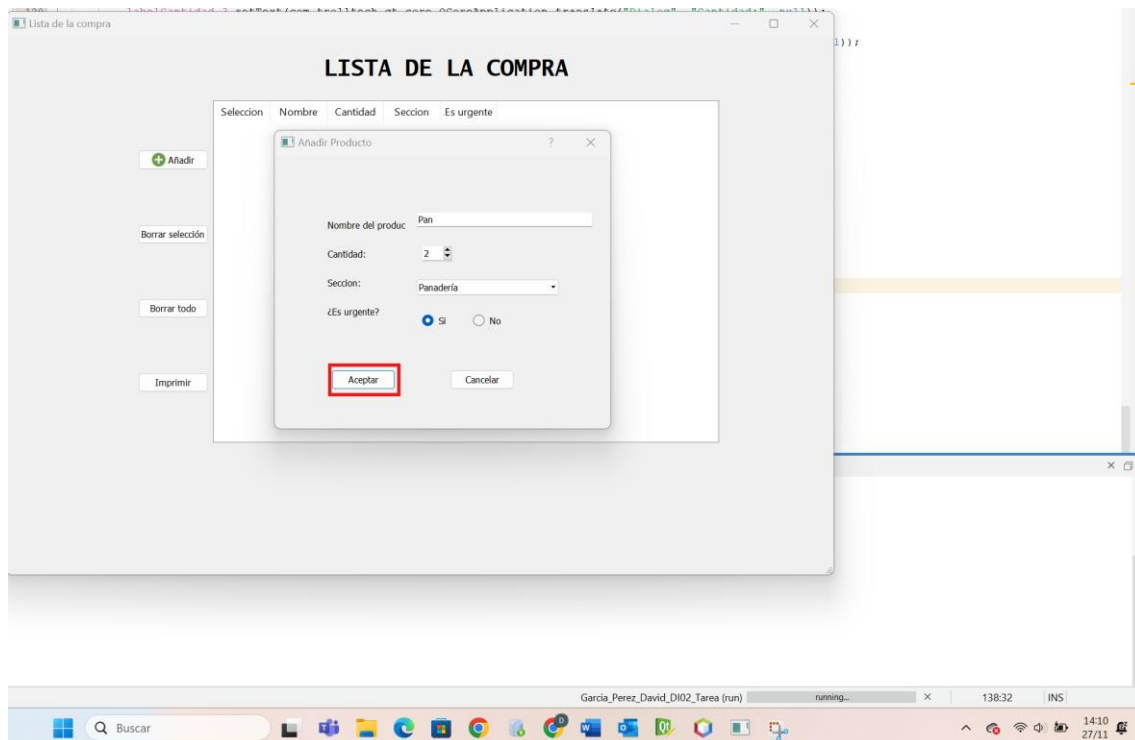 Lista de la compra
LISTA DE LA COMPRA
Seleccion Nombre Cantidad Seccion Es urgente
Añadir
Borrar selección
Borrar todo
Imprimir
Añadir Producto ?
Nombre del produc Pan
Cantidad: 2
Seccion: Panadería
¿Es urgente? Si No
Aceptar Cancelar
Garcia_Perez_David_DI02_Tarea (run) running... 138:32 INS
Buscar
14:10
27/11